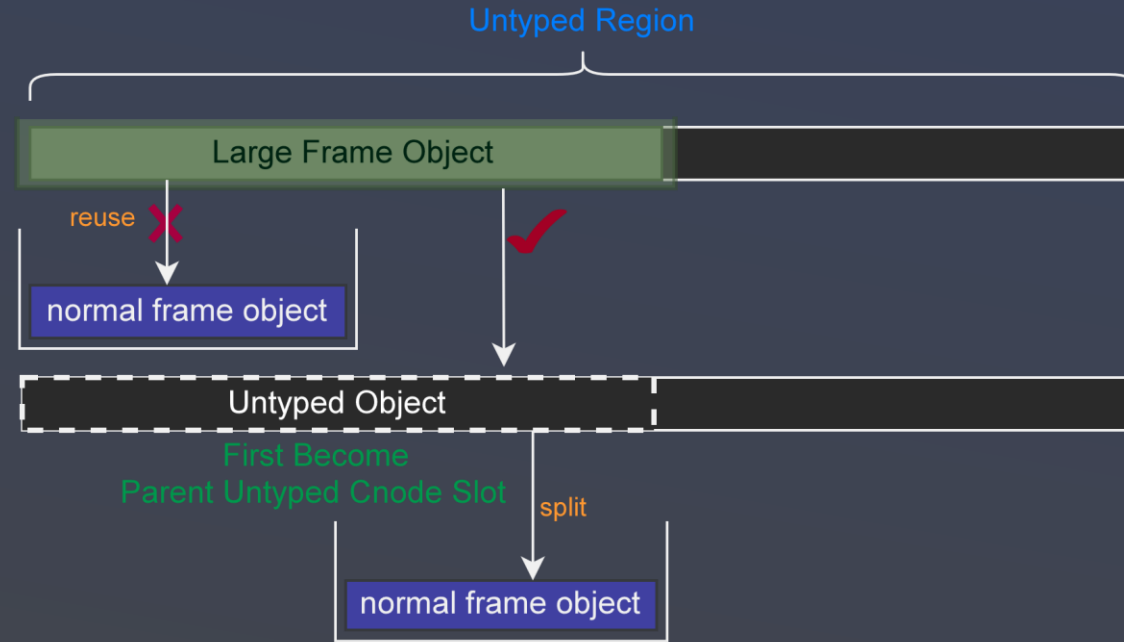 Untyped Region
Large Frame Object
reuse
normal frame object
Untyped Object
First Become
Parent Untyped Cnode Slot
split
normal frame object